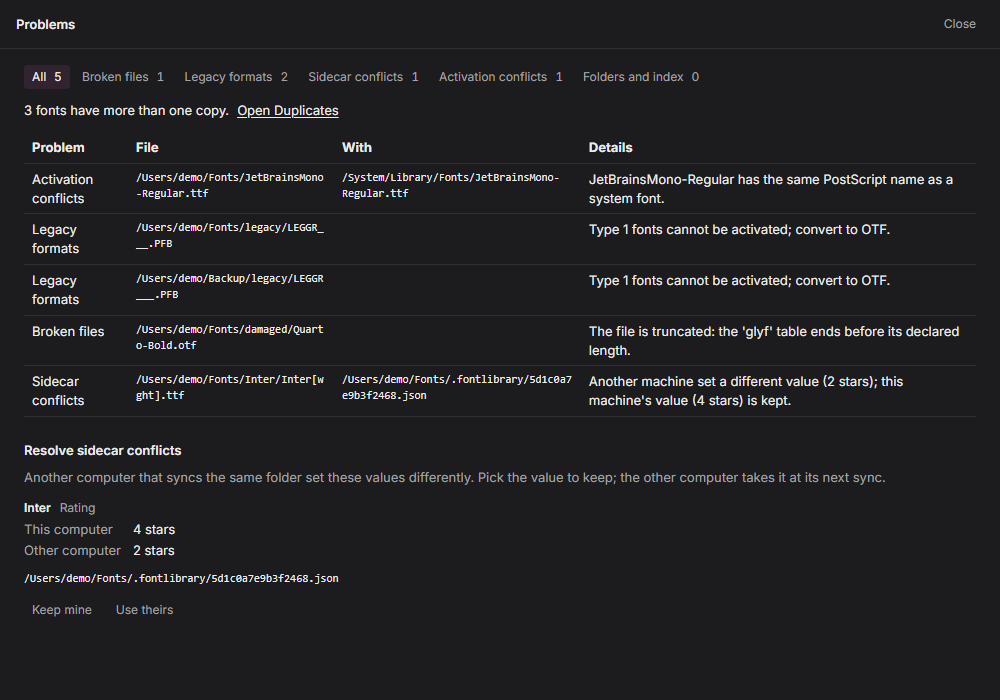 Problems Close
All 5 Broken files 1 Legacy formats 2 Sidecar conflicts 1 Activation conflicts 1 Folders and index 0
3 fonts have more than one copy. Open Duplicates
Problem File With Details
Activation conflicts /Users/demo/Fonts/JetBrainsMono-Regular.ttf /System/Library/Fonts/JetBrainsMono-Regular.ttf JetBrainsMono-Regular has the same PostScript name as a system font.
Legacy formats /Users/demo/Fonts/legacy/LEGGR___.PFB Type 1 fonts cannot be activated; convert to OTF.
Legacy formats /Users/demo/Backup/legacy/LEGGR___.PFB Type 1 fonts cannot be activated; convert to OTF.
Broken files /Users/demo/Fonts/damaged/Quarto-Bold.otf The file is truncated: the 'glyf' table ends before its declared length.
Sidecar conflicts /Users/demo/Fonts/Inter/Inter[wght].ttf /Users/demo/Fonts/.fontlibrary/5d1c0a7e9b3f2468.json Another machine set a different value (2 stars); this machine's value (4 stars) is kept.
Resolve sidecar conflicts
Another computer that syncs the same folder set these values differently. Pick the value to keep; the other computer takes it at its next sync.
Inter Rating
This computer 4 stars
Other computer 2 stars
/Users/demo/Fonts/.fontlibrary/5d1c0a7e9b3f2468.json
Keep mine Use theirs